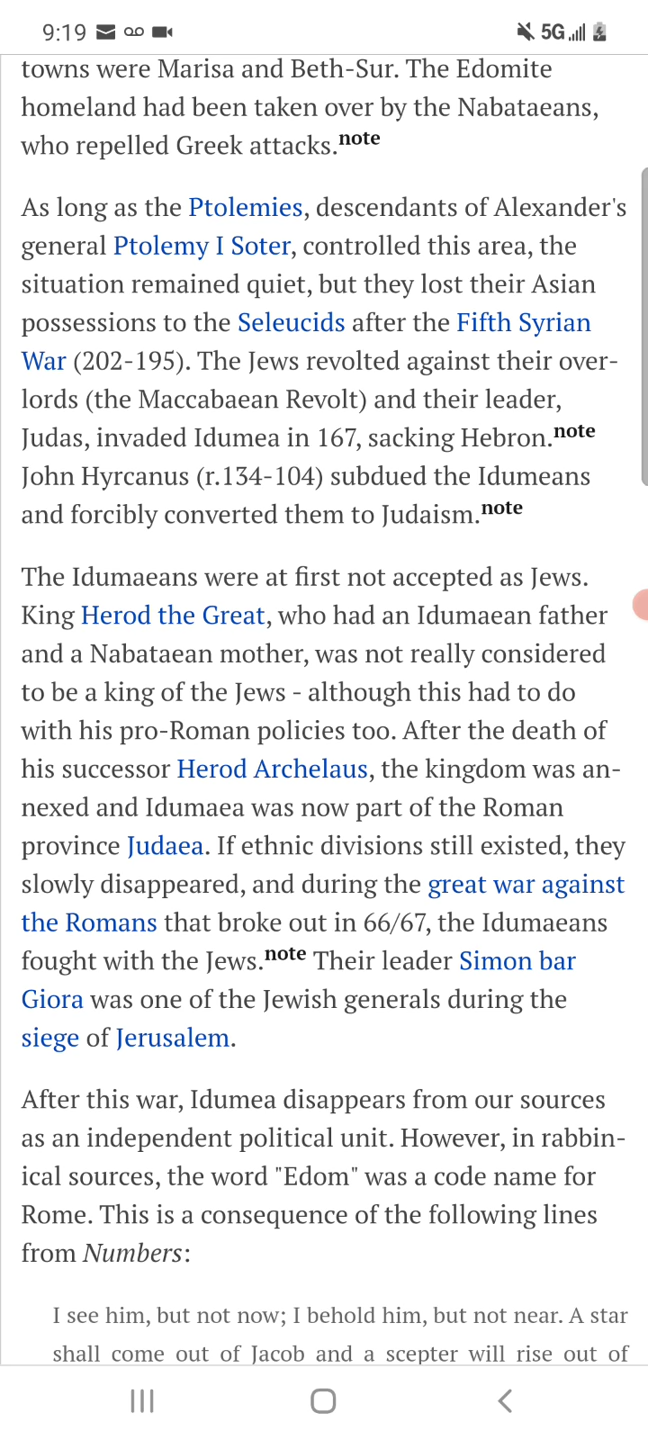 9:19
5G
towns were Marisa and Beth-Sur. The Edomite
homeland had been taken over by the Nabataeans,
who repelled Greek attacks.note
As long as the Ptolemies, descendants of Alexander's
general Ptolemy I Soter, controlled this area, the
situation remained quiet, but they lost their Asian
possessions to the Seleucids after the Fifth Syrian
War (202-195). The Jews revolted against their over-
lords (the Maccabaean Revolt) and their leader,
Judas, invaded Idumea in 167, sacking Hebron.note
John Hyrcanus (r.134-104) subdued the Idumeans
and forcibly converted them to Judaism.note
The Idumaeans were at first not accepted as Jews.
King Herod the Great, who had an Idumaean father
and a Nabataean mother, was not really considered
to be a king of the Jews - although this had to do
with his pro-Roman policies too. After the death of
his successor Herod Archelaus, the kingdom was an-
nexed and Idumaea was now part of the Roman
province Judaea. If ethnic divisions still existed, they
slowly disappeared, and during the great war against
the Romans that broke out in 66/67, the Idumaeans
fought with the Jews.note Their leader Simon bar
Giora was one of the Jewish generals during the
siege of Jerusalem.
After this war, Idumea disappears from our sources
as an independent political unit. However, in rabbin-
ical sources, the word "Edom" was a code name for
Rome. This is a consequence of the following lines
from Numbers:
I see him, but not now; I behold him, but not near. A star
shall come out of Jacob and a scepter will rise out of